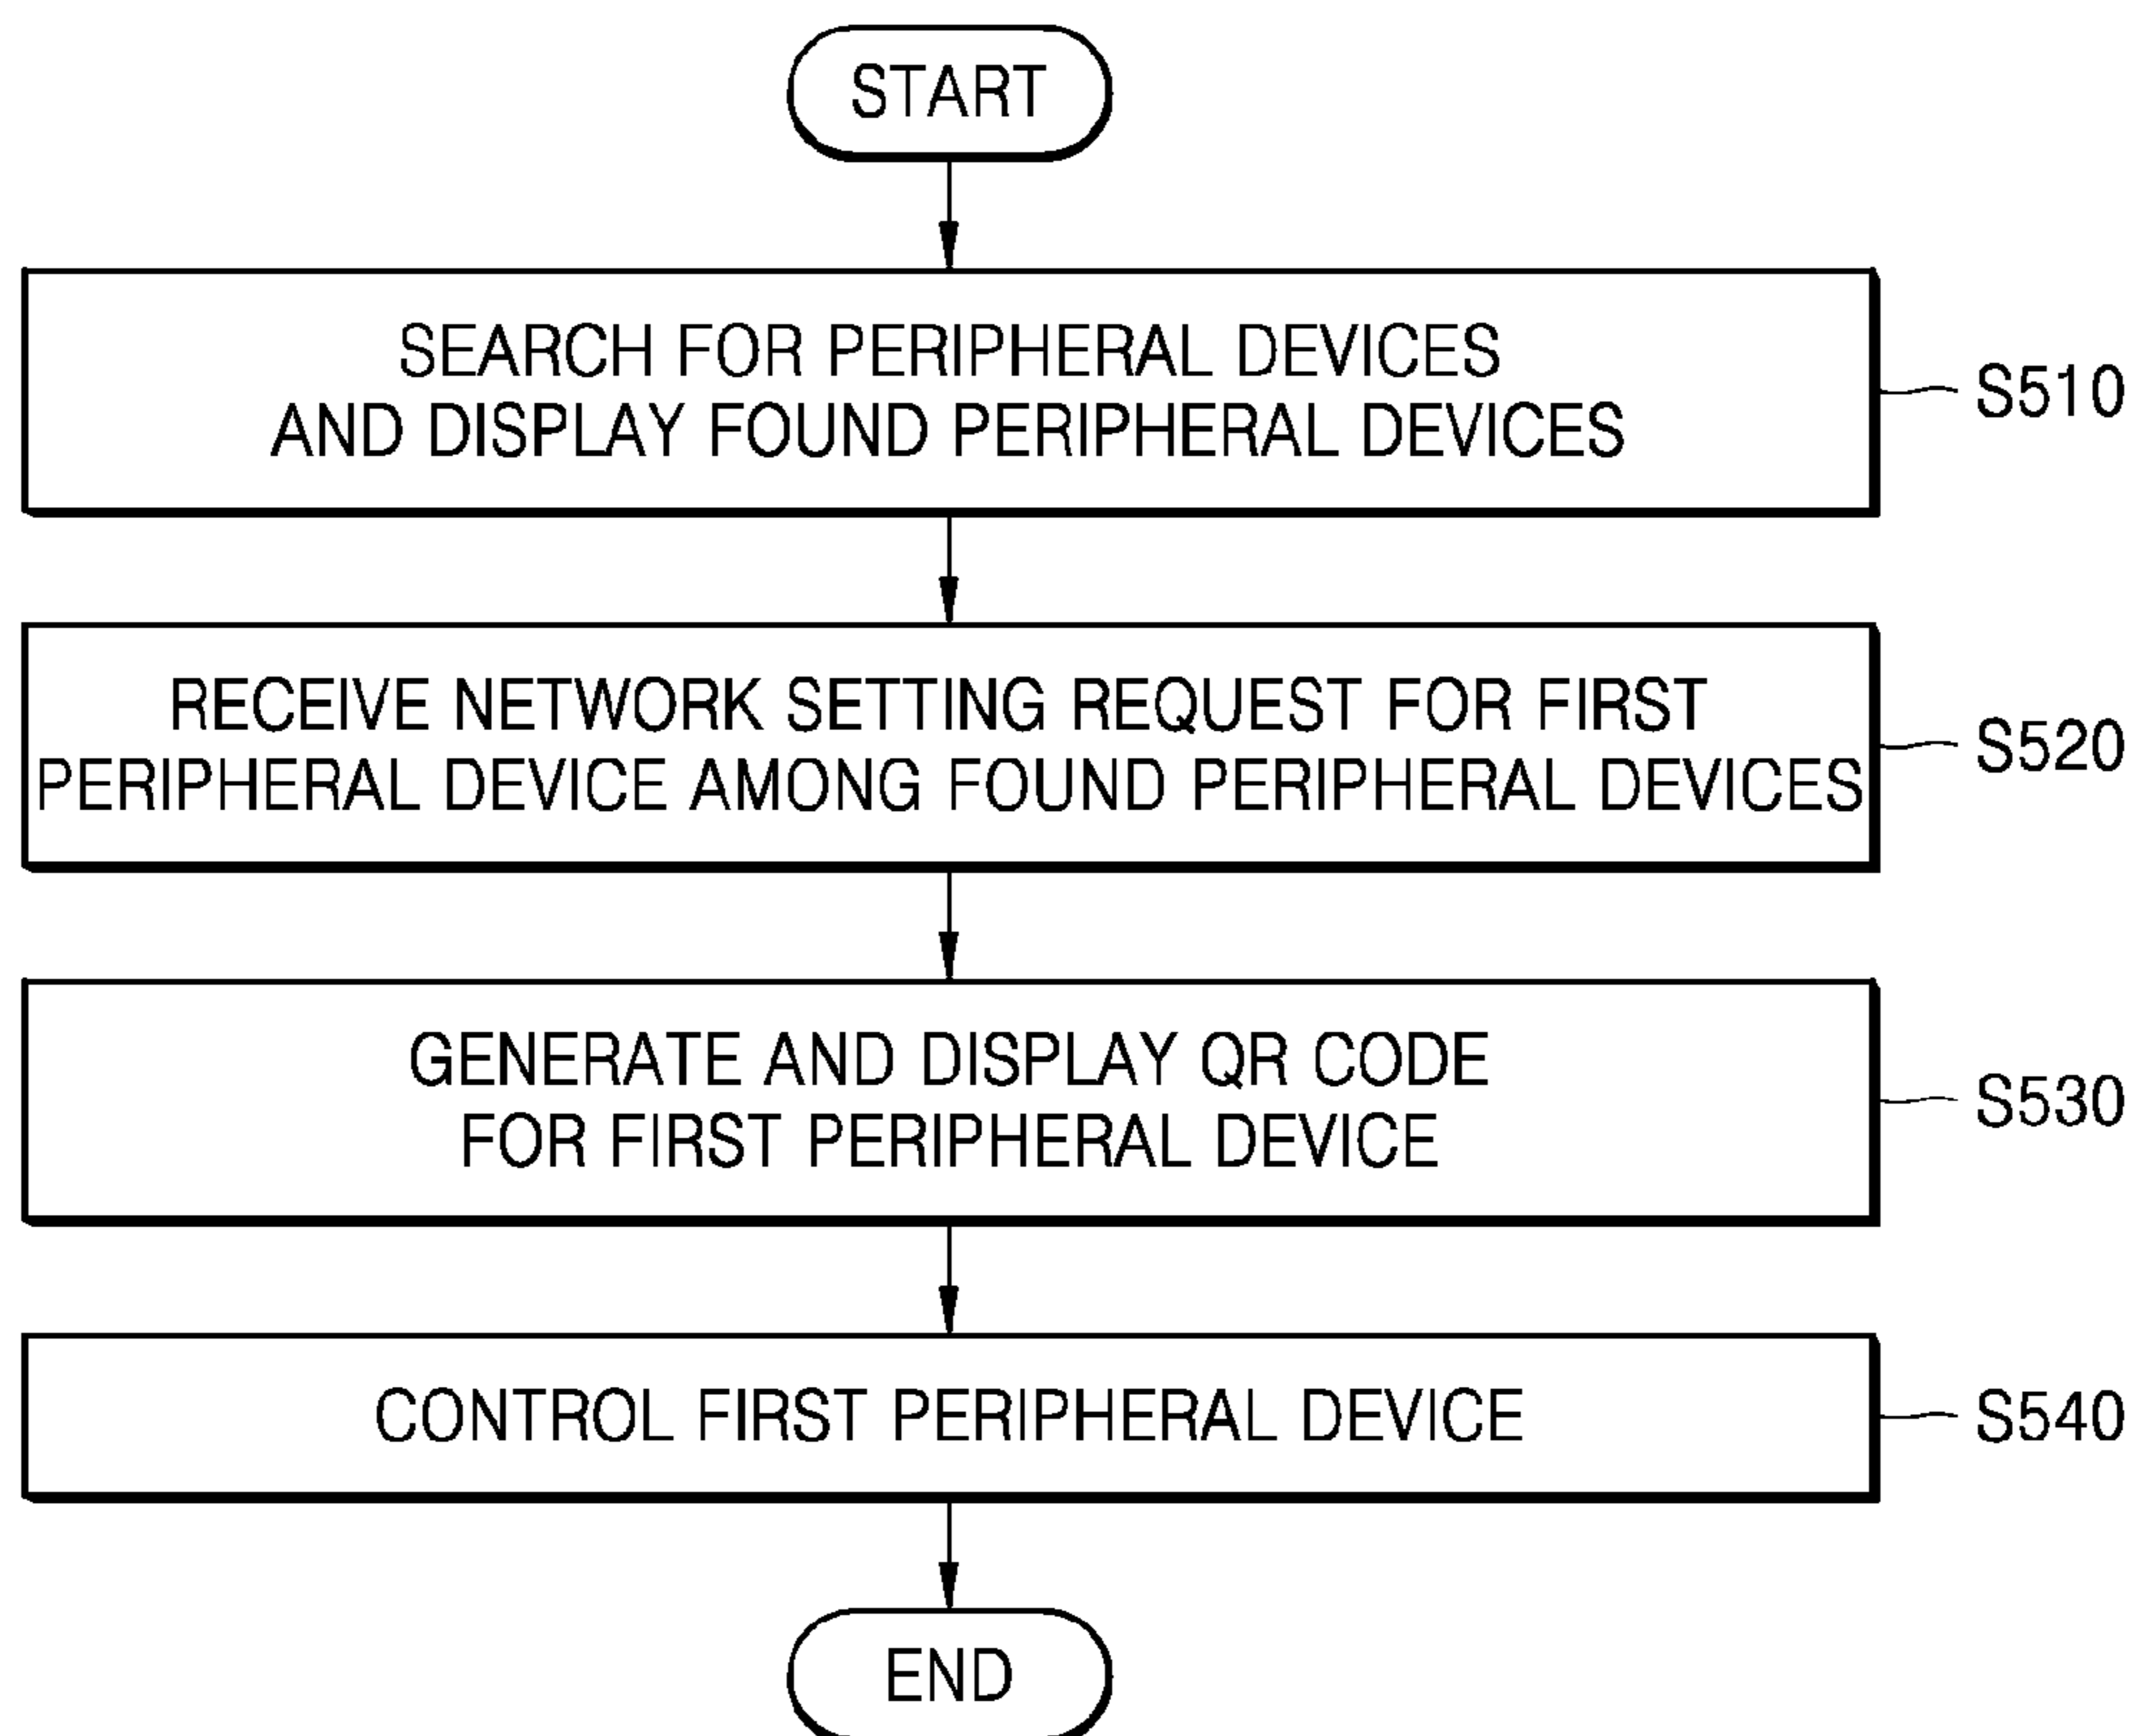 START
SEARCH FOR PERIPHERAL DEVICES
AND DISPLAY FOUND PERIPHERAL DEVICES
S510
RECEIVE NETWORK SETTING REQUEST FOR FIRST
PERIPHERAL DEVICE AMONG FOUND PERIPHERAL DEVICES
S520
GENERATE AND DISPLAY QR CODE
FOR FIRST PERIPHERAL DEVICE
S530
CONTROL FIRST PERIPHERAL DEVICE
S540
END